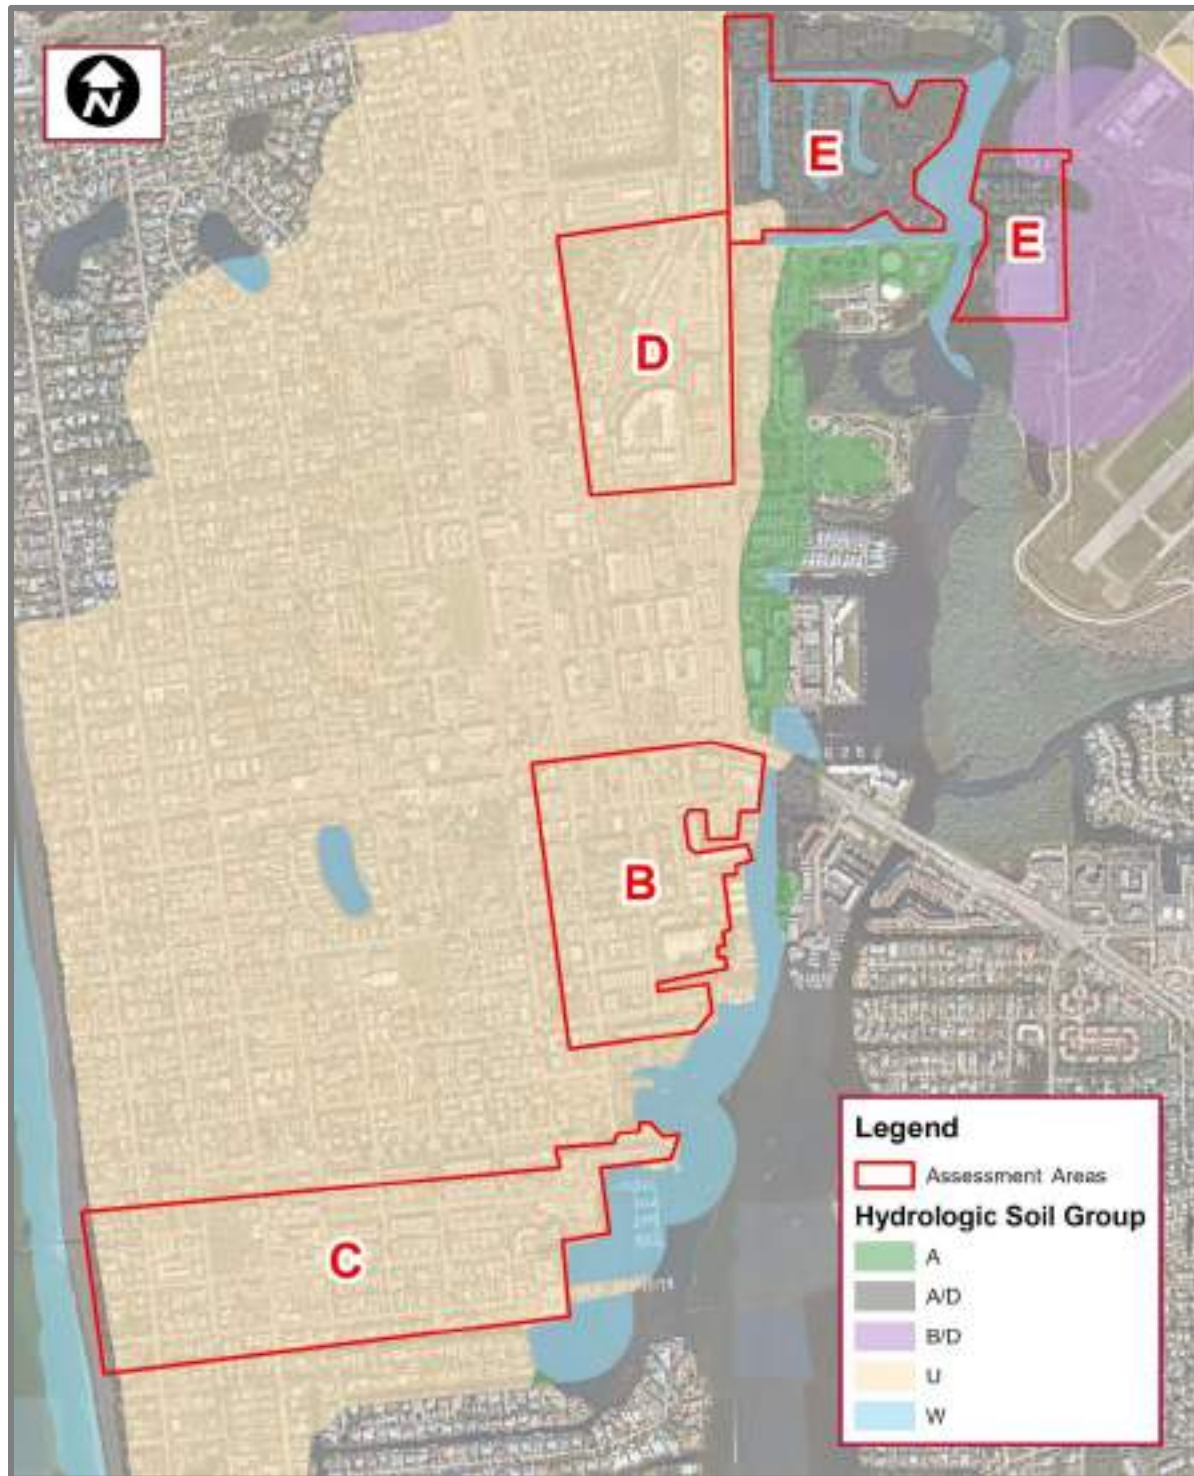 N
E
E
D
B
C
Legend
Assessment Areas
Hydrologic Soil Group
A
A/D
B/D
U
W